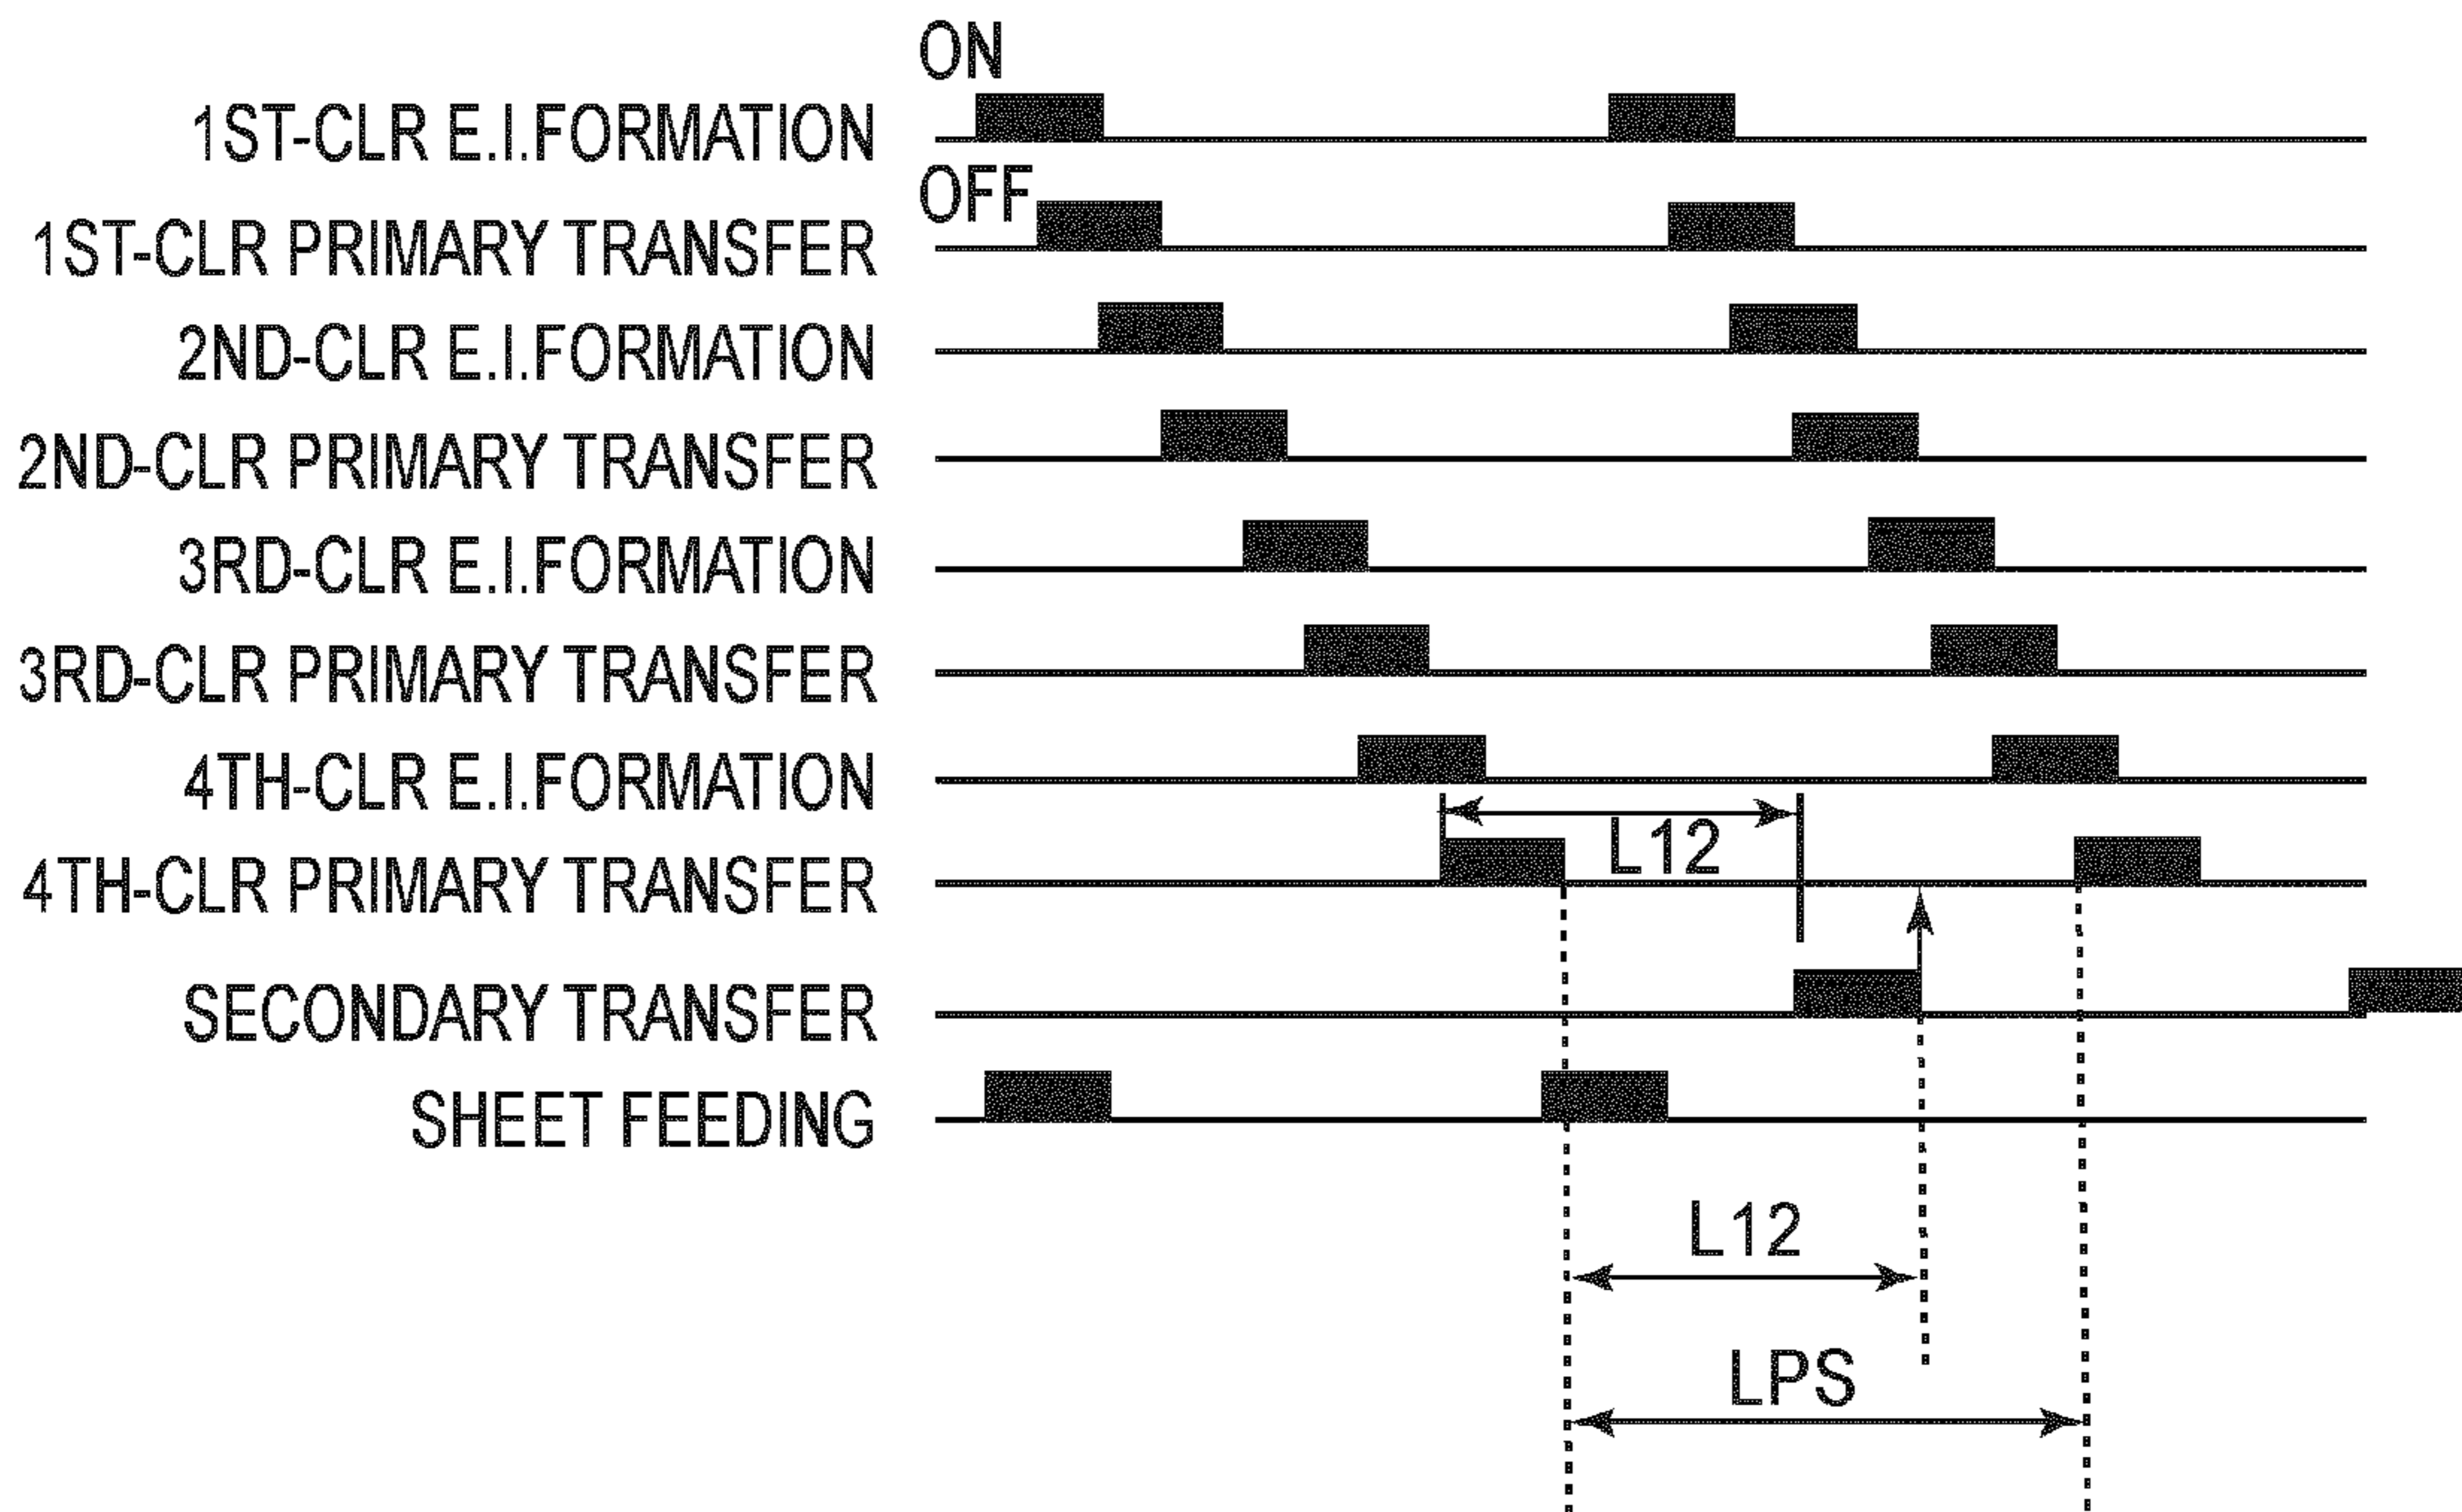 ON
1ST-CLR E.I.FORMATION
OFF
1ST-CLR PRIMARY TRANSFER
2ND-CLR E.I.FORMATION
2ND-CLR PRIMARY TRANSFER
3RD-CLR E.I.FORMATION
3RD-CLR PRIMARY TRANSFER
4TH-CLR E.I.FORMATION
L12
4TH-CLR PRIMARY TRANSFER
SECONDARY TRANSFER
SHEET FEEDING
L12
LPS